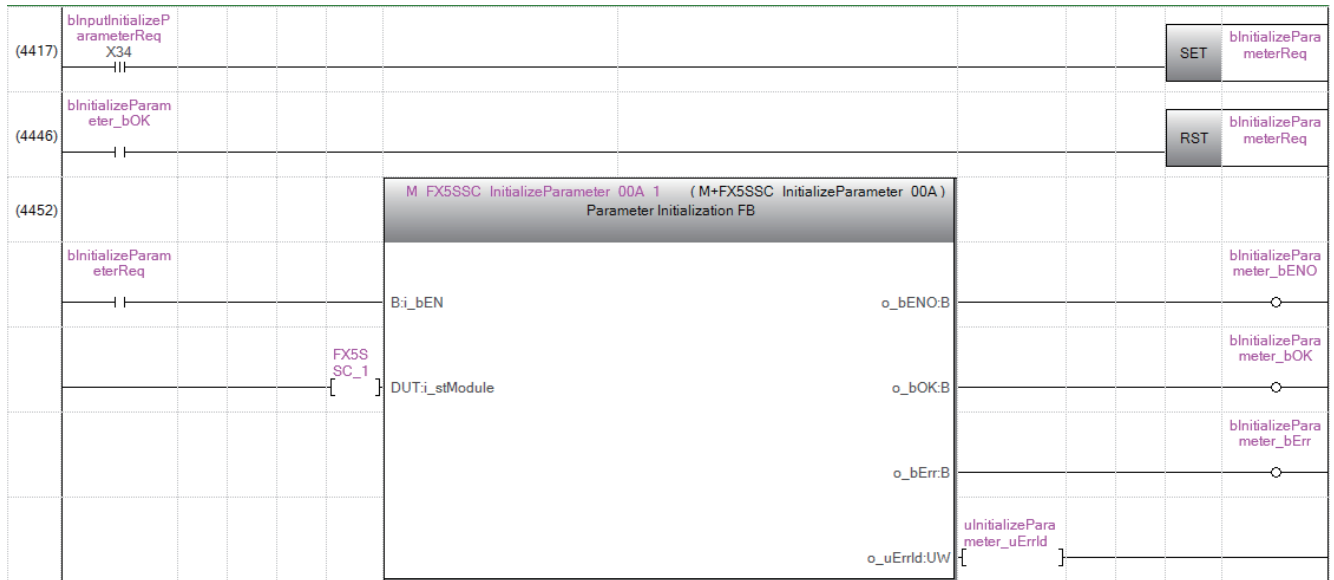 bInputInitializeP
arameterReq
(4417)
X34
SET
bInitializePara
meterReq
bInitializeParam
eter_bOK
(4446)
RST
bInitializePara
meterReq
(4452)
M FX5SSC InitializeParameter 00A 1 (M+FX5SSC InitializeParameter 00A)
Parameter Initialization FB
bInitializeParam
eterReq
B:i_bEN
o_bENO:B
bInitializePara
meter_bENO
FX5S
SC_1
DUT:i_stModule
o_bOK:B
bInitializePara
meter_bOK
o_bErr:B
bInitializePara
meter_bErr
o_uErrId:UW
uInitializePara
meter_uErrId